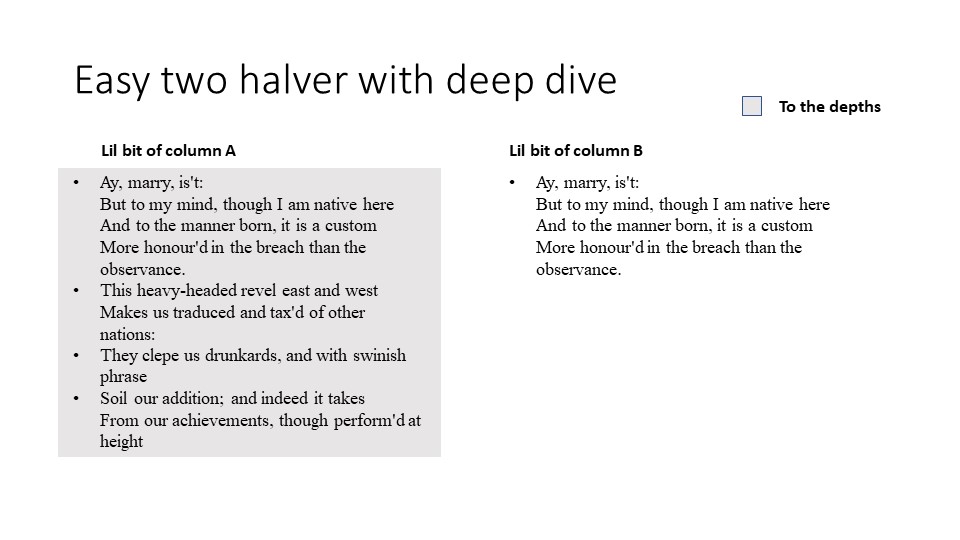 Easy two halver with deep dive
To the depths
Lil bit of column A
• Ay, marry, is't:
But to my mind, though I am native here
And to the manner born, it is a custom
More honour'd in the breach than the
observance.
• This heavy-headed revel east and west
Makes us traduced and tax'd of other
nations:
• They clepe us drunkards, and with swinish
phrase
• Soil our addition; and indeed it takes
From our achievements, though perform'd at
height
Lil bit of column B
• Ay, marry, is't:
But to my mind, though I am native here
And to the manner born, it is a custom
More honour'd in the breach than the
observance.